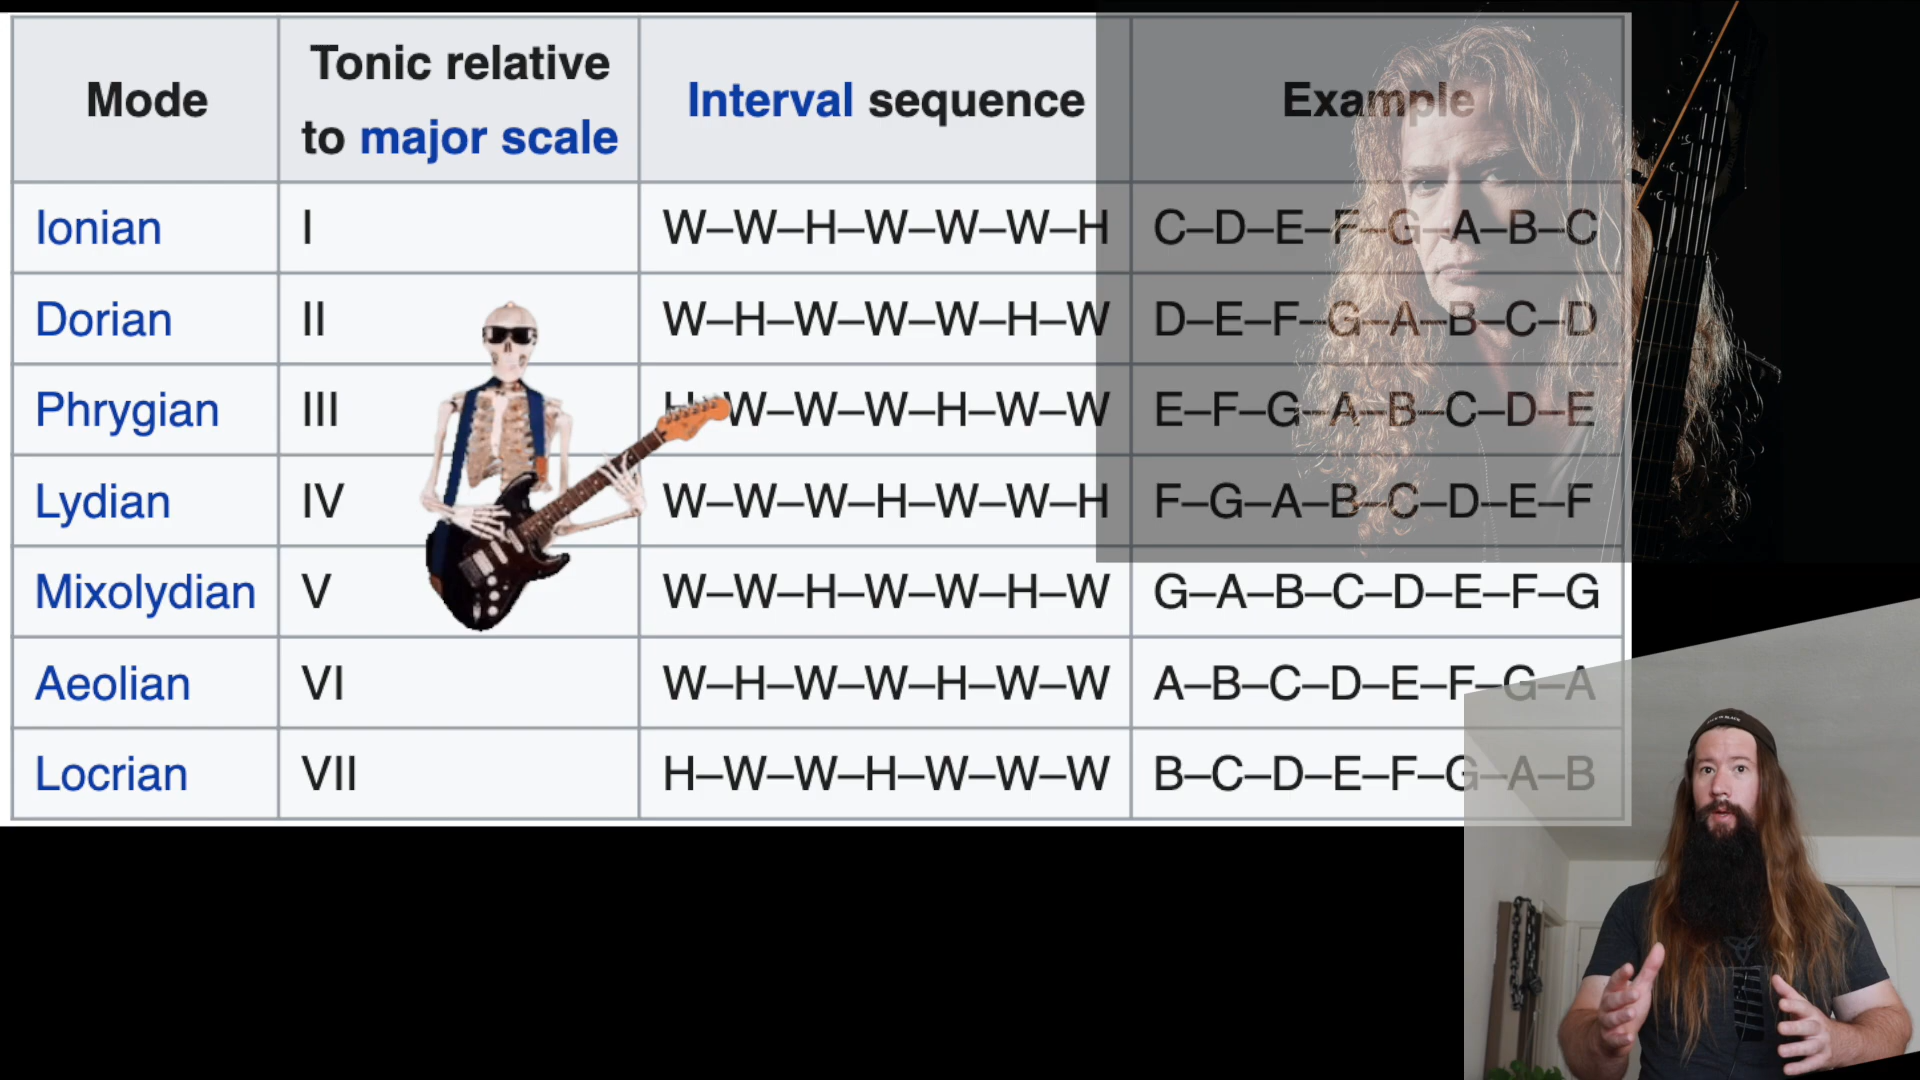 Mode
Tonic relative
to major scale
Interval sequence
Example
Ionian I W–W–H–W–W–W–H C–D–E–F–G–A–B–C
Dorian II W–H–W–W–W–H–W D–E–F–G–A–B–C–D
Phrygian III H–W–W–W–H–W–W E–F–G–A–B–C–D–E
Lydian IV W–W–W–H–W–W–H F–G–A–B–C–D–E–F
Mixolydian V W–W–H–W–W–H–W G–A–B–C–D–E–F–G
Aeolian VI W–H–W–W–H–W–W A–B–C–D–E–F–G–A
Locrian VII H–W–W–H–W–W–W B–C–D–E–F–G–A–B